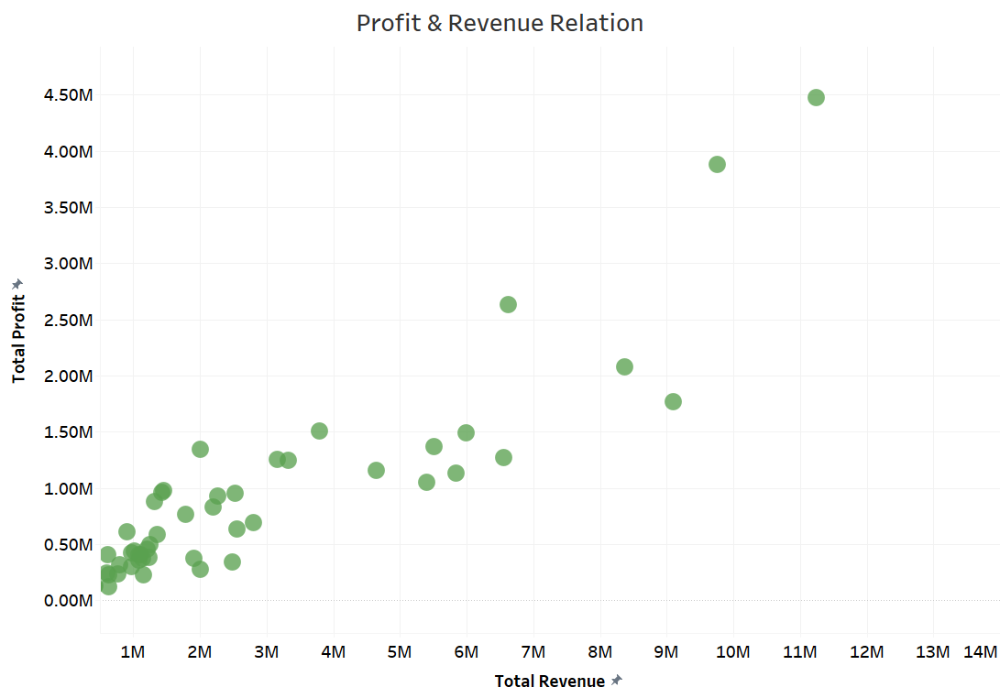 Profit & Revenue Relation
4.50M
4.00M
3.50M
3.00M
2.50M
2.00M
1.50M
1.00M
0.50M
0.00M
Total Profit
1M 2M 3M 4M 5M 6M 7M 8M 9M 10M 11M 12M 13M 14M
Total Revenue